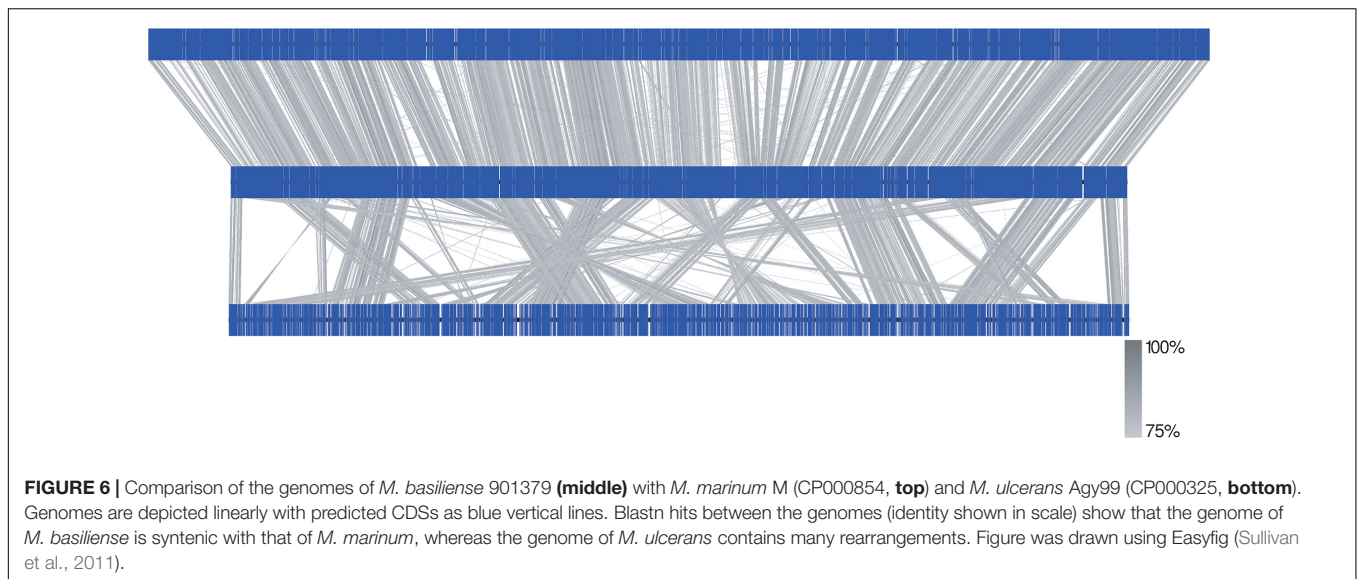 100%
75%
FIGURE 6 | Comparison of the genomes of M. basiliense 901379 (middle) with M. marinum M (CP000854, top) and M. ulcerans Agy99 (CP000325, bottom).
Genomes are depicted linearly with predicted CDSs as blue vertical lines. Blastn hits between the genomes (identity shown in scale) show that the genome of
M. basiliense is syntenic with that of M. marinum, whereas the genome of M. ulcerans contains many rearrangements. Figure was drawn using Easyfig (Sullivan
et al., 2011).